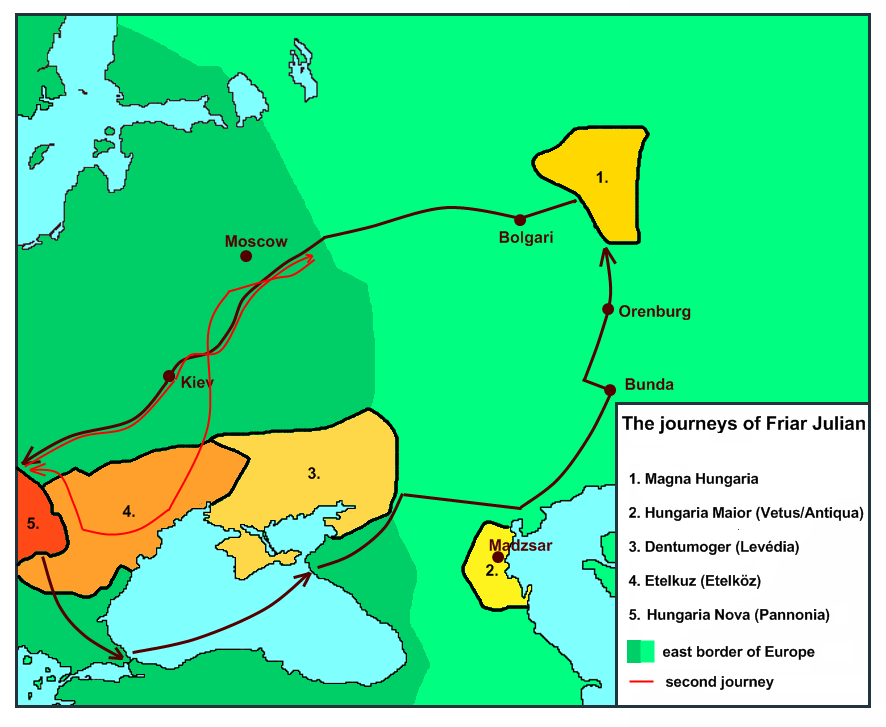 1.
Moscow
Bolgari
Orenburg
Kiev
Bunda
3.
4.
5.
Madzsar
2.
The journeys of Friar Julian
1. Magna Hungaria
2. Hungaria Maior (Vetus/Antiqua)
3. Dentumoger (Levédia)
4. Etelkuz (Etelköz)
5. Hungaria Nova (Pannonia)
east border of Europe
second journey